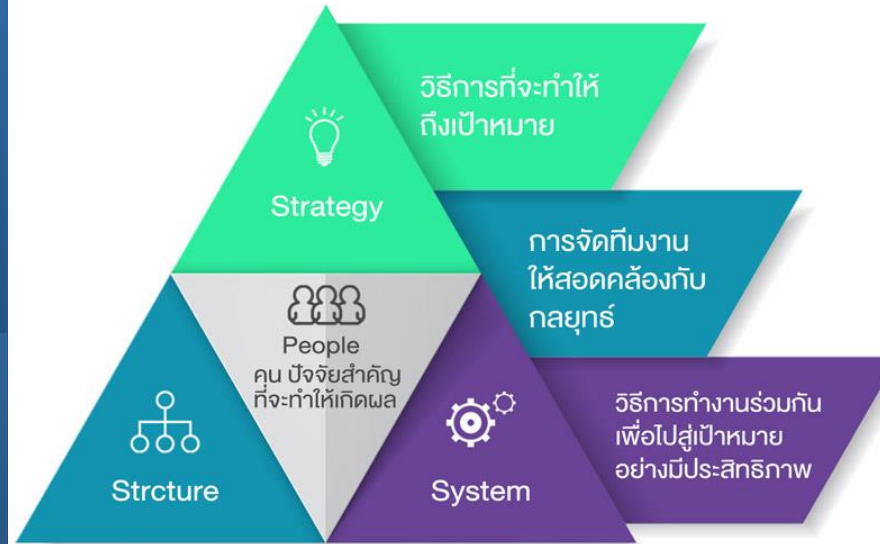 Strategy
วิธีการที่จะทำให้
ถึงเป้าหมาย
การจัดทีมงาน
ให้สอดคล้องกับ
กลยุทธ์
People
คน ปัจจัยสำคัญ
ที่จะทำให้เกิดผล
Strcture
System
วิธีการทำงานร่วมกัน
เพื่อไปสู่เป้าหมาย
อย่างมีประสิทธิภาพ